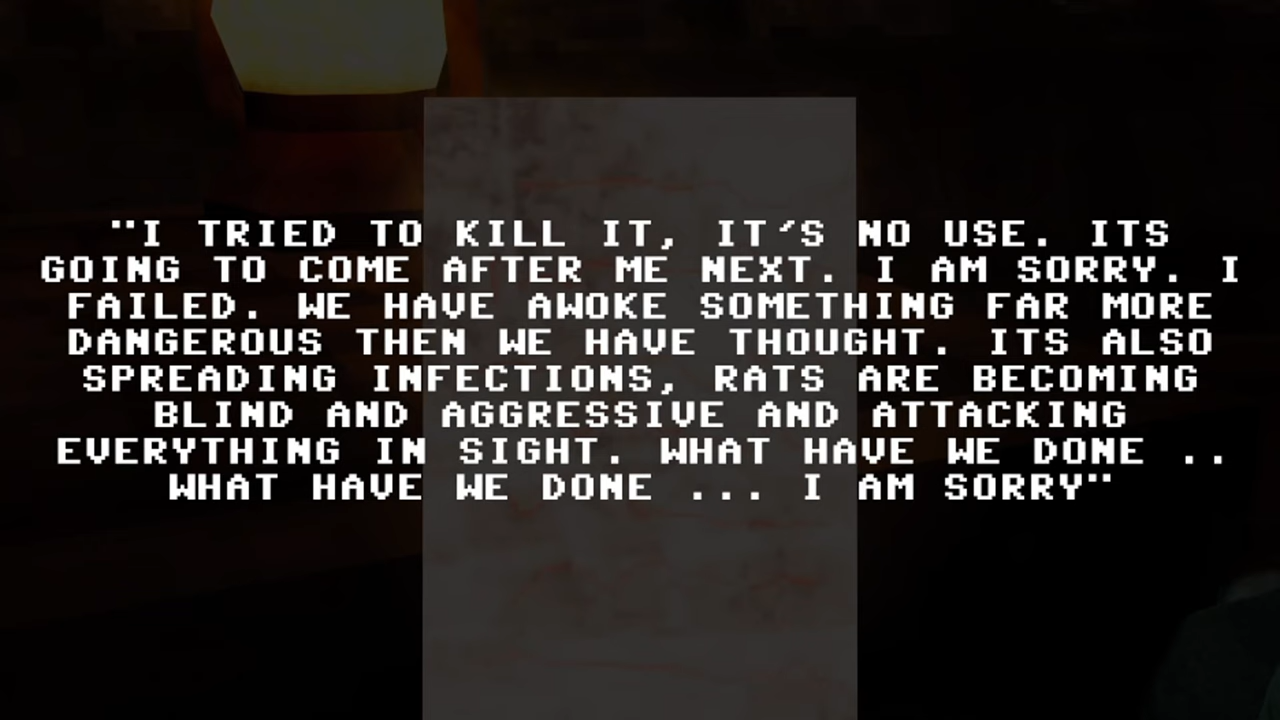 "I TRIED TO KILL IT, IT'S NO USE. ITS
GOING TO COME AFTER ME NEXT. I AM SORRY. I
FAILED. WE HAVE AWOKE SOMETHING FAR MORE
DANGEROUS THEN WE HAVE THOUGHT. ITS ALSO
SPREADING INFECTIONS, RATS ARE BECOMING
BLIND AND AGGRESSIVE AND ATTACKING
EVERYTHING IN SIGHT. WHAT HAVE WE DONE ..
WHAT HAVE WE DONE ... I AM SORRY"